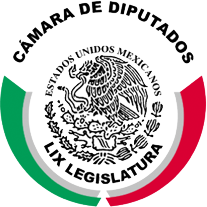 CÁMARA DE DIPUTADOS
ESTADOS UNIDOS MEXICANOS
LIX LEGISLATURA